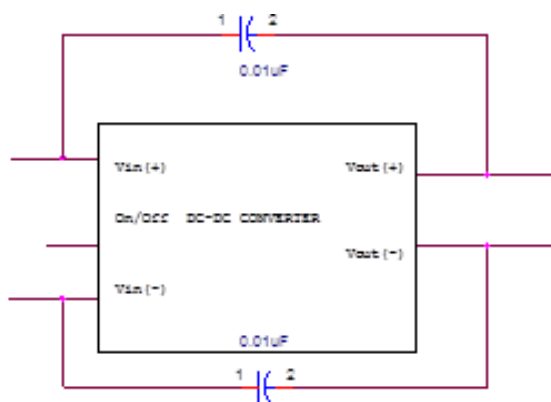 1 2
0.01uF
Vin(+) Vout(+)
On/Off DC-DC CONVERTER
Vout(-)
Vin(-)
0.01uF
1 2